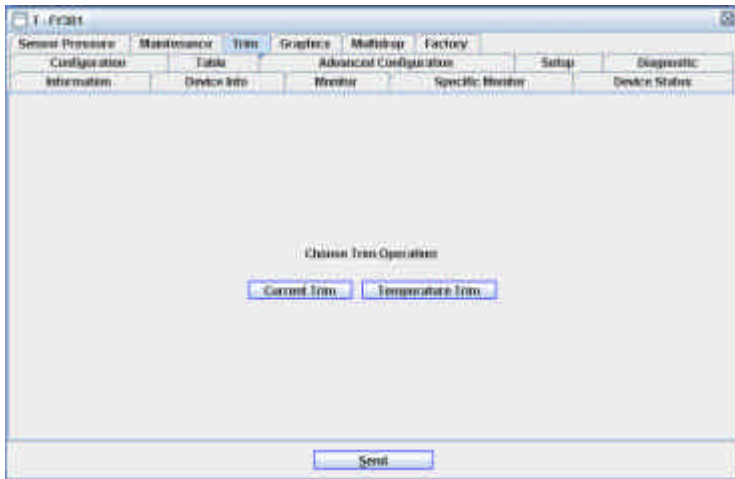 T - FY301
Sensor Pressure Maintenance Trim Graphics Multidrop Factory
Configuration Table Advanced Configuration Setup Diagnostic
Information Device Info Monitor Specific Monitor Device Status
Choose Trim Operation
Current Trim Temperature Trim
Send